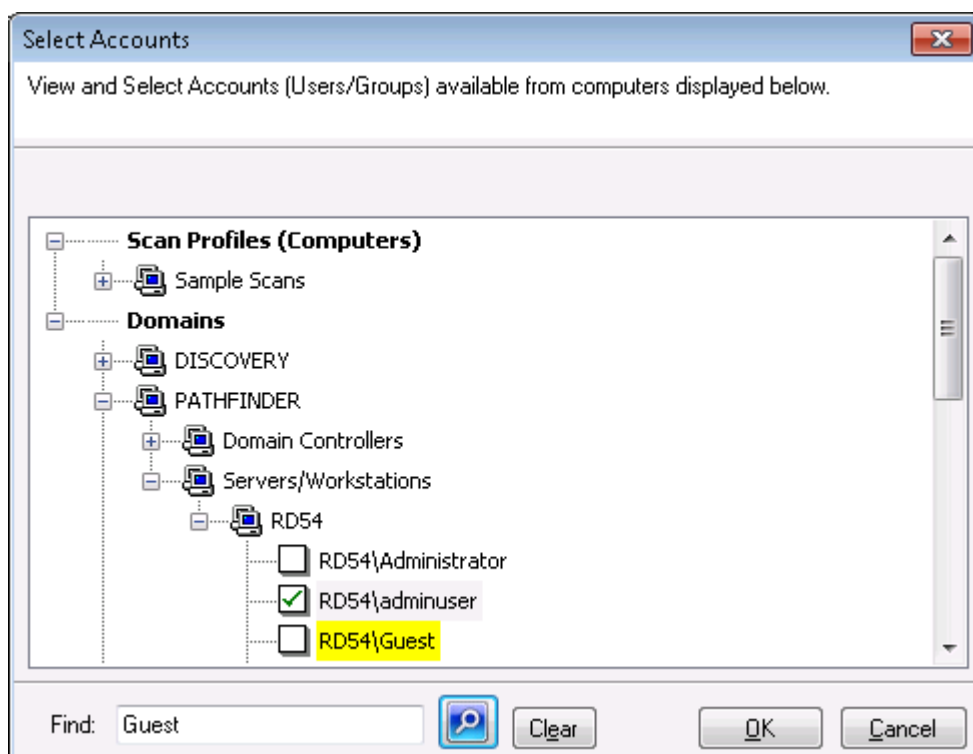 Select Accounts
View and Select Accounts (Users/Groups) available from computers displayed below.
Scan Profiles (Computers)
Sample Scans
Domains
DISCOVERY
PATHFINDER
Domain Controllers
Servers/Workstations
RD54
RD54\Administrator
RD54\adminuser
RD54\Guest
Find: Guest Clear OK Cancel